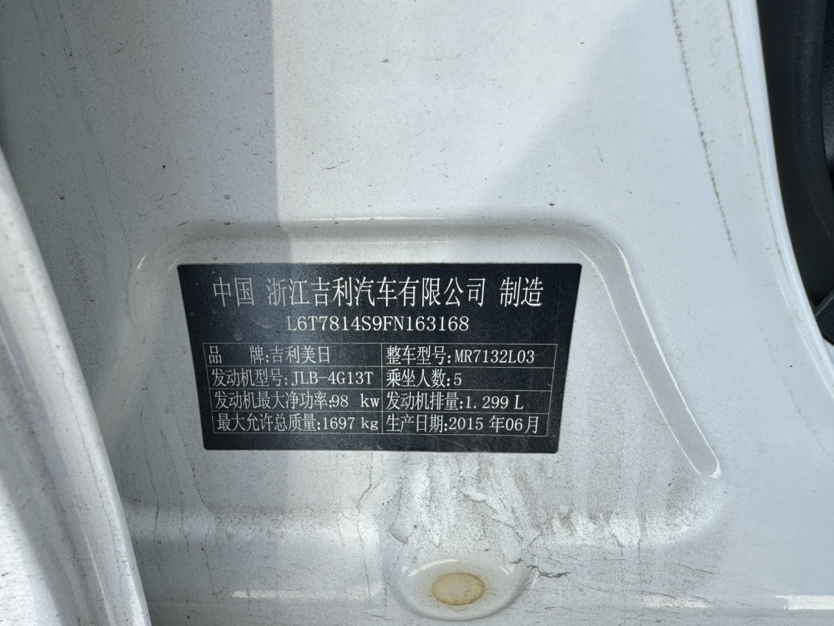 中国 浙江吉利汽车有限公司 制造
L6T7814S9FN163168
品 牌:吉利美日 整车型号:MR7132L03
发动机型号:JLB-4G13T 乘坐人数:5
发动机最大净功率:98 kw 发动机排量:1.299 L
最大允许总质量:1697 kg 生产日期:2015 年06月